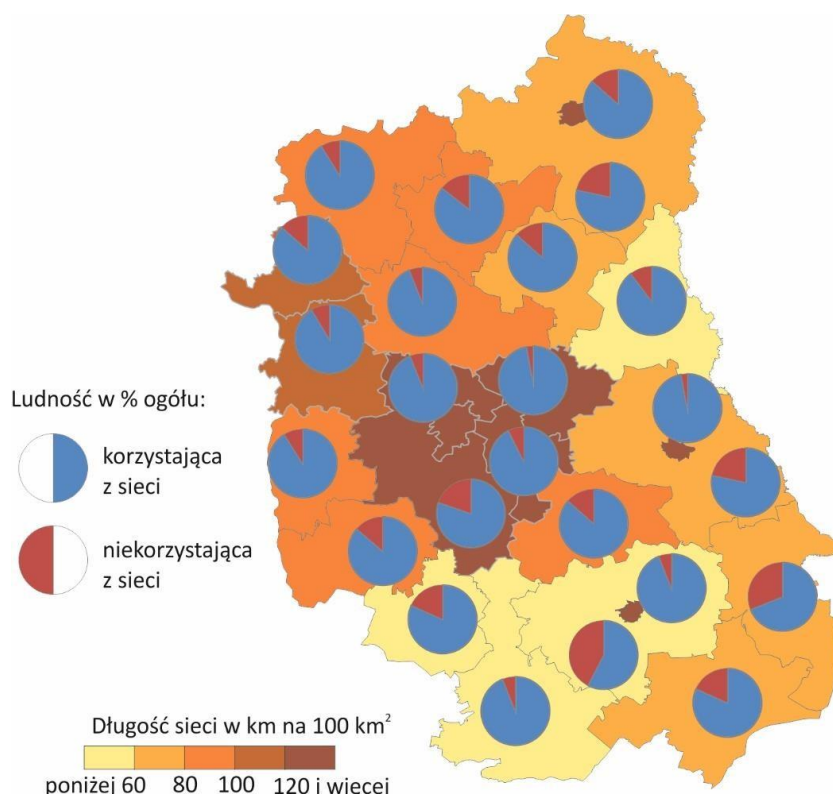 Ludność w % ogółu:
korzystająca
z sieci
niekorzystająca
z sieci
Długość sieci w km na 100 km²
poniżej 60 80 100 120 i więcej